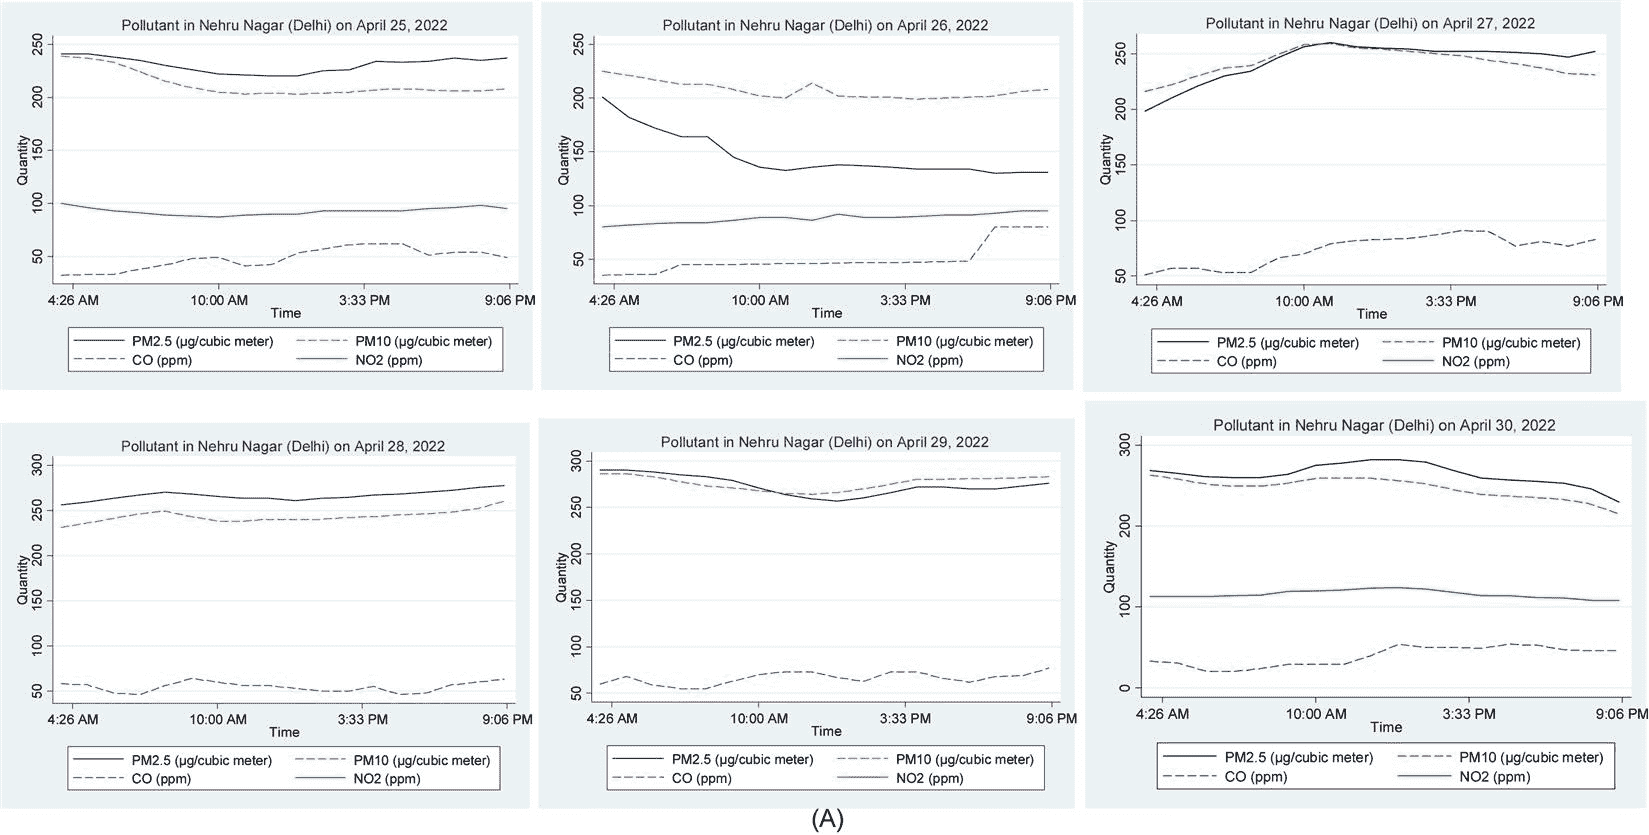 Pollutant in Nehru Nagar (Delhi) on April 25, 2022
250
200
150
100
50
Quantity
4:26 AM 10:00 AM 3:33 PM 9:06 PM
Time
PM2.5 (µg/cubic meter) PM10 (µg/cubic meter)
CO (ppm) NO2 (ppm)
Pollutant in Nehru Nagar (Delhi) on April 26, 2022
250
200
150
100
50
Quantity
4:26 AM 10:00 AM 3:33 PM 9:06 PM
Time
PM2.5 (µg/cubic meter) PM10 (µg/cubic meter)
CO (ppm) NO2 (ppm)
Pollutant in Nehru Nagar (Delhi) on April 27, 2022
250
200
150
100
50
Quantity
4:26 AM 10:00 AM 3:33 PM 9:06 PM
Time
PM2.5 (µg/cubic meter) PM10 (µg/cubic meter)
CO (ppm) NO2 (ppm)
Pollutant in Nehru Nagar (Delhi) on April 28, 2022
300
250
200
150
100
50
Quantity
4:26 AM 10:00 AM 3:33 PM 9:06 PM
Time
PM2.5 (µg/cubic meter) PM10 (µg/cubic meter)
CO (ppm) NO2 (ppm)
Pollutant in Nehru Nagar (Delhi) on April 29, 2022
300
250
200
150
100
50
Quantity
4:26 AM 10:00 AM 3:33 PM 9:06 PM
Time
PM2.5 (µg/cubic meter) PM10 (µg/cubic meter)
CO (ppm) NO2 (ppm)
Pollutant in Nehru Nagar (Delhi) on April 30, 2022
300
200
100
0
Quantity
4:26 AM 10:00 AM 3:33 PM 9:06 PM
Time
PM2.5 (µg/cubic meter) PM10 (µg/cubic meter)
CO (ppm) NO2 (ppm)
(A)